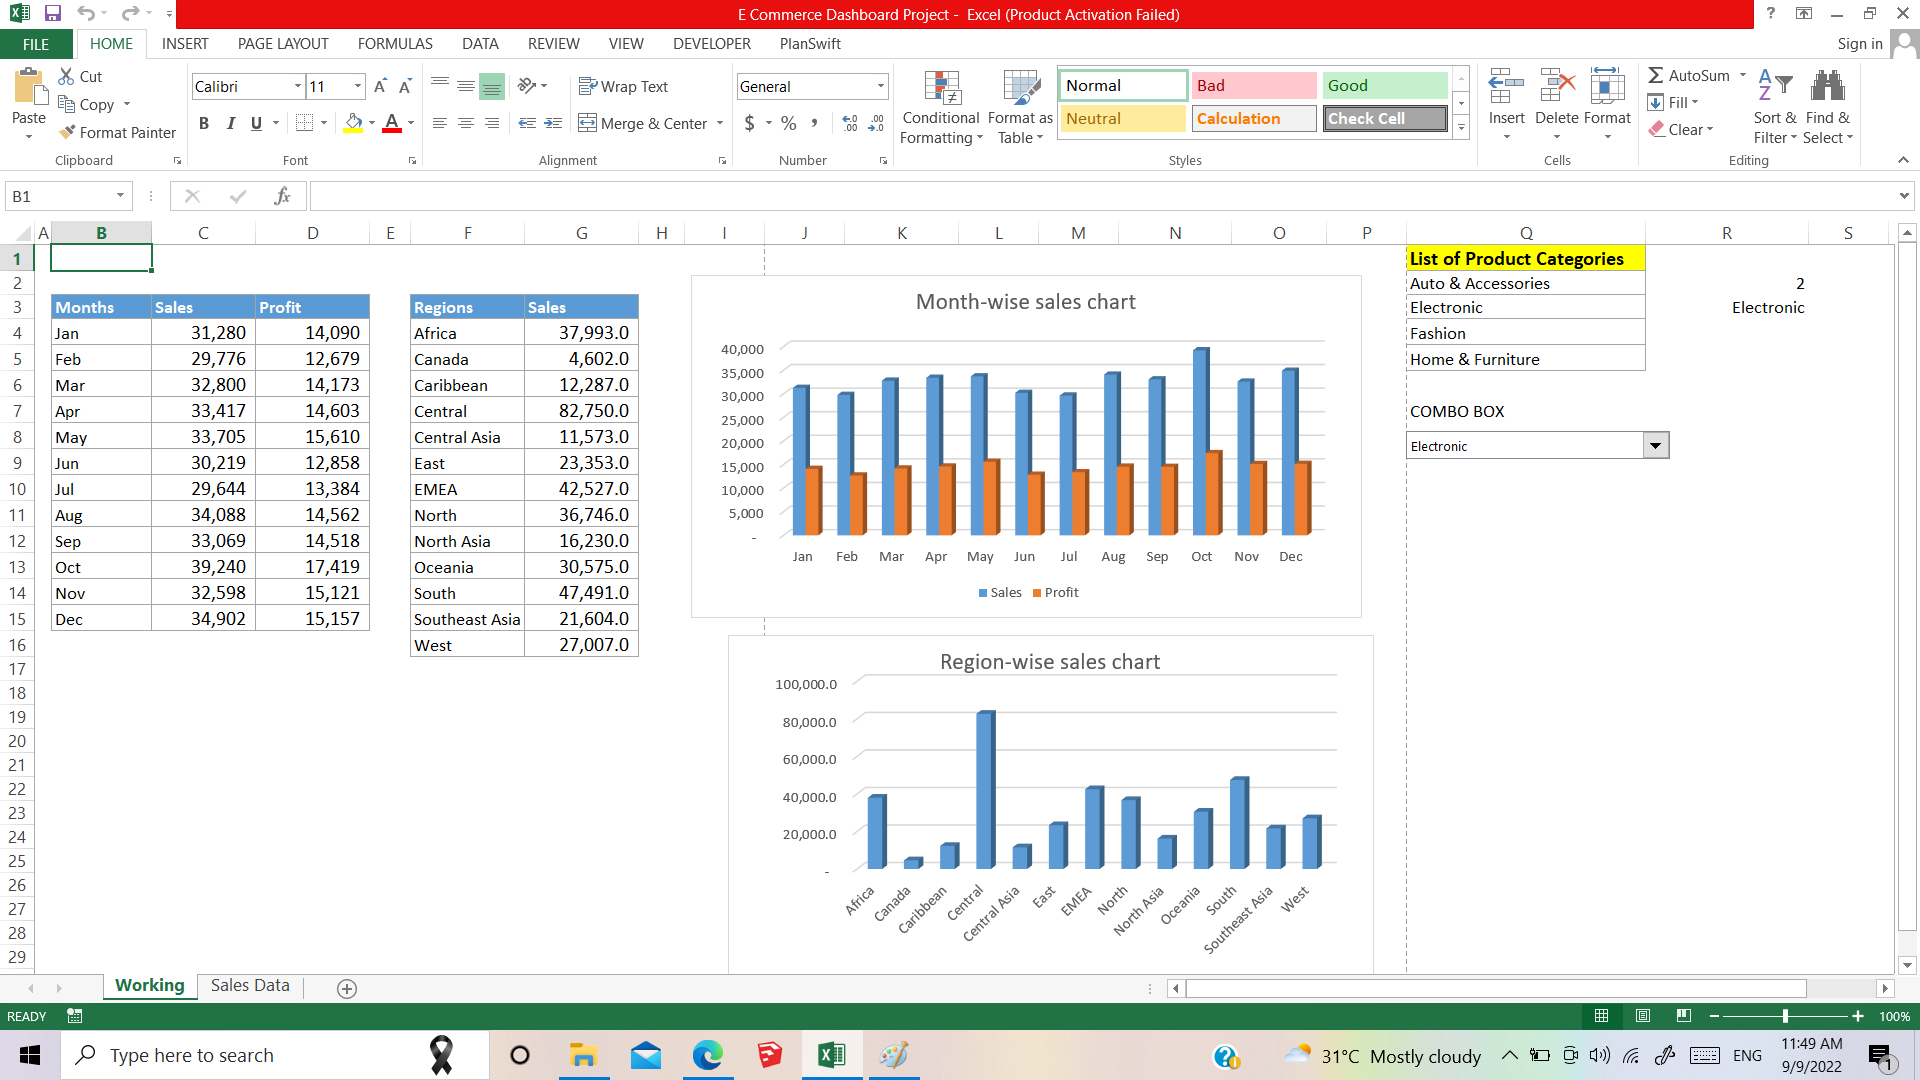 E Commerce Dashboard Project - Excel (Product Activation Failed)
FILE HOME INSERT PAGE LAYOUT FORMULAS DATA REVIEW VIEW DEVELOPER PlanSwift Sign in
Paste
Cut
Copy
Format Painter
Clipboard
Calibri 11
B I U
Font
Wrap Text
Merge & Center
Alignment
General
$ % ,
Number
Conditional Formatting
Format as Table
Normal Bad Good
Neutral Calculation Check Cell
Styles
Insert Delete Format
Cells
AutoSum
Fill
Clear
Sort & Filter
Find & Select
Editing
B1
fx
A B C D E F G H I J K L M N O P Q R S
1 List of Product Categories
2 Auto & Accessories 2
3 Months Sales Profit Regions Sales Electronic Electronic
4 Jan 31,280 14,090 Africa 37,993.0 Fashion
5 Feb 29,776 12,679 Canada 4,602.0 Home & Furniture
6 Mar 32,800 14,173 Caribbean 12,287.0
7 Apr 33,417 14,603 Central 82,750.0 COMBO BOX
8 May 33,705 15,610 Central Asia 11,573.0 Electronic
9 Jun 30,219 12,858 East 23,353.0
10 Jul 29,644 13,384 EMEA 42,527.0
11 Aug 34,088 14,562 North 36,746.0
12 Sep 33,069 14,518 North Asia 16,230.0
13 Oct 39,240 17,419 Oceania 30,575.0
14 Nov 32,598 15,121 South 47,491.0
15 Dec 34,902 15,157 Southeast Asia 21,604.0
16 West 27,007.0
17
18
19
20
21
22
23
24
25
26
27
28
29
Month-wise sales chart
40,000
35,000
30,000
25,000
20,000
15,000
10,000
5,000
-
Jan Feb Mar Apr May Jun Jul Aug Sep Oct Nov Dec
Sales Profit
Region-wise sales chart
100,000.0
80,000.0
60,000.0
40,000.0
20,000.0
-
Africa Canada Caribbean Central Central Asia East EMEA North North Asia Oceania South Southeast Asia West
Working Sales Data
READY 100%
Type here to search 31°C Mostly cloudy ENG 11:49 AM
9/9/2022 1